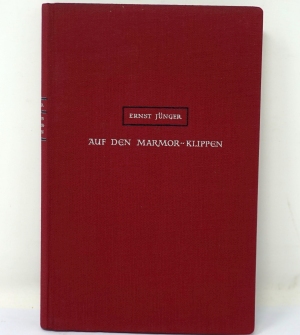 ERNST JÜNGER
AUF DEN MARMOR-KLIPPEN